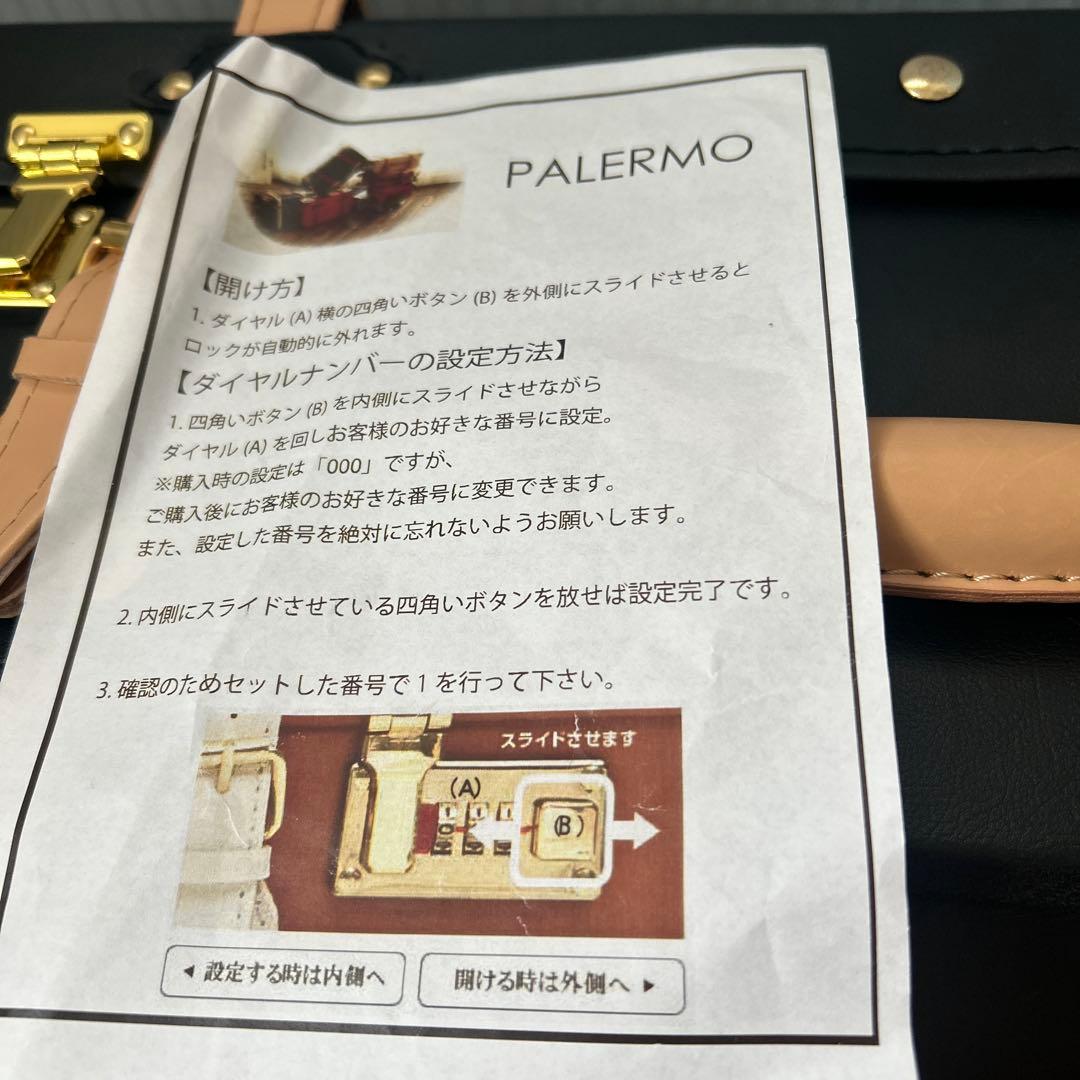 PALERMO
【開け方】
1. ダイヤル (A) 横の四角いボタン (B) を外側にスライドさせると
ロックが自動的に外れます。
【ダイヤルナンバーの設定方法】
1. 四角いボタン (B) を内側にスライドさせながら
ダイヤル (A) を回しお客様のお好きな番号に設定。
※購入時の設定は「000」ですが、
ご購入後にお客様のお好きな番号に変更できます。
また、設定した番号を絶対に忘れないようお願いします。
2. 内側にスライドさせている四角いボタンを放せば設定完了です。
3. 確認のためセットした番号で 1 を行って下さい。
スライドさせます
(A)
(B)
◀ 設定する時は内側へ
開ける時は外側へ ▶